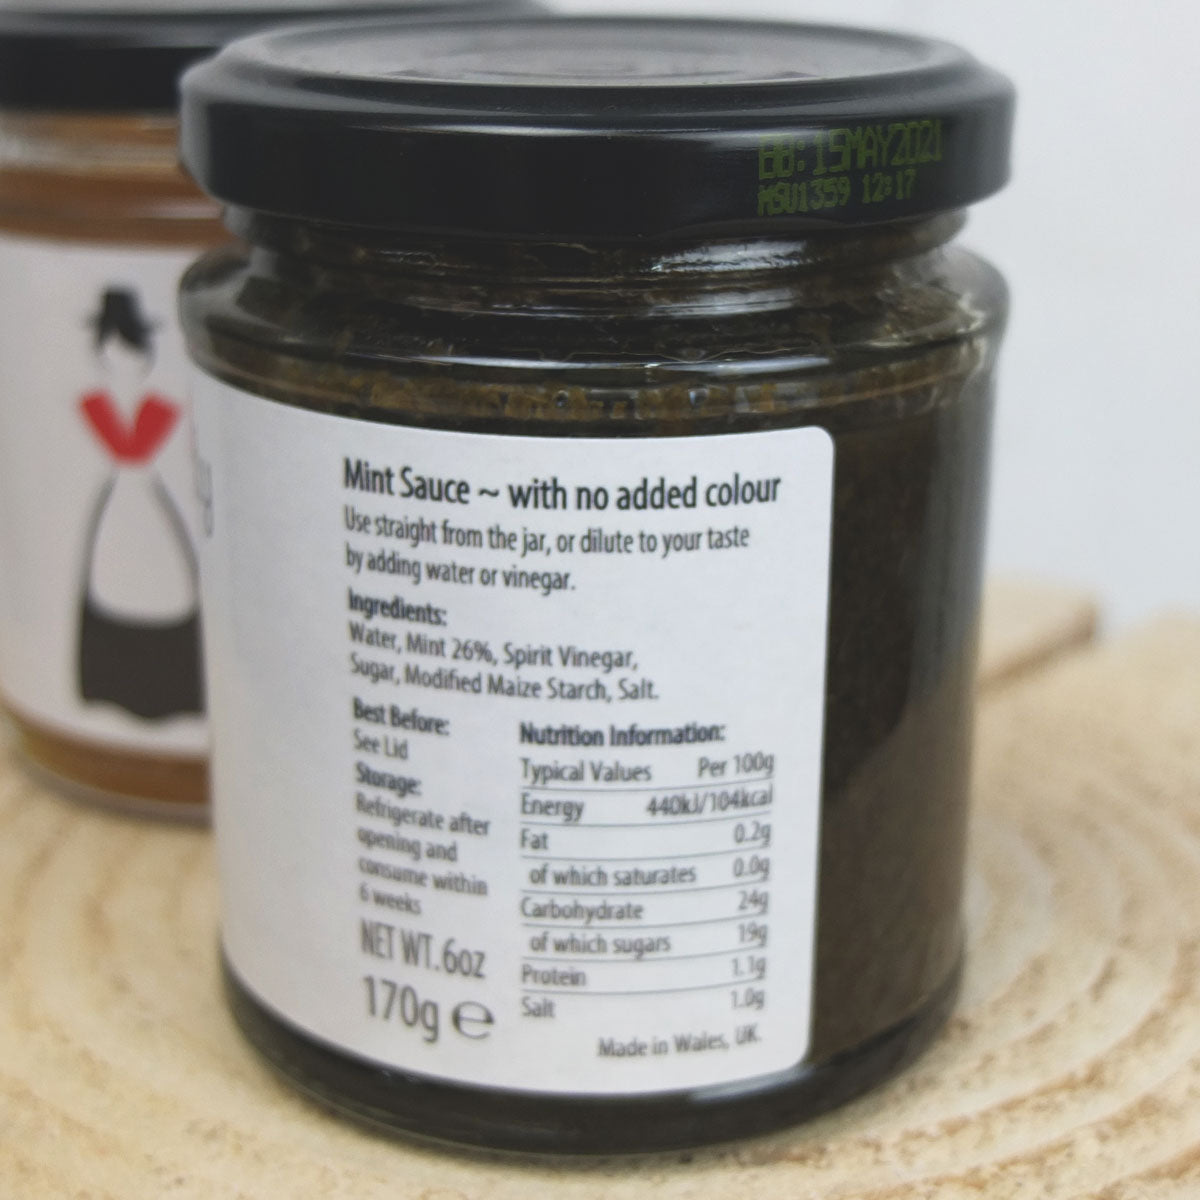 BB: 15MAY2021
MSU1359 12:17
Mint Sauce ~ with no added colour
Use straight from the jar, or dilute to your taste
by adding water or vinegar.
Ingredients:
Water, Mint 26%, Spirit Vinegar,
Sugar, Modified Maize Starch, Salt.
Best Before:
See Lid
Storage:
Refrigerate after
opening and
consume within
6 weeks
NET WT. 6oz
170g ℮
Nutrition Information:
Typical Values Per 100g
Energy 440kJ/104kcal
Fat 0.2g
of which saturates 0.0g
Carbohydrate 24g
of which sugars 19g
Protein 1.1g
Salt 1.0g
Made in Wales, UK.